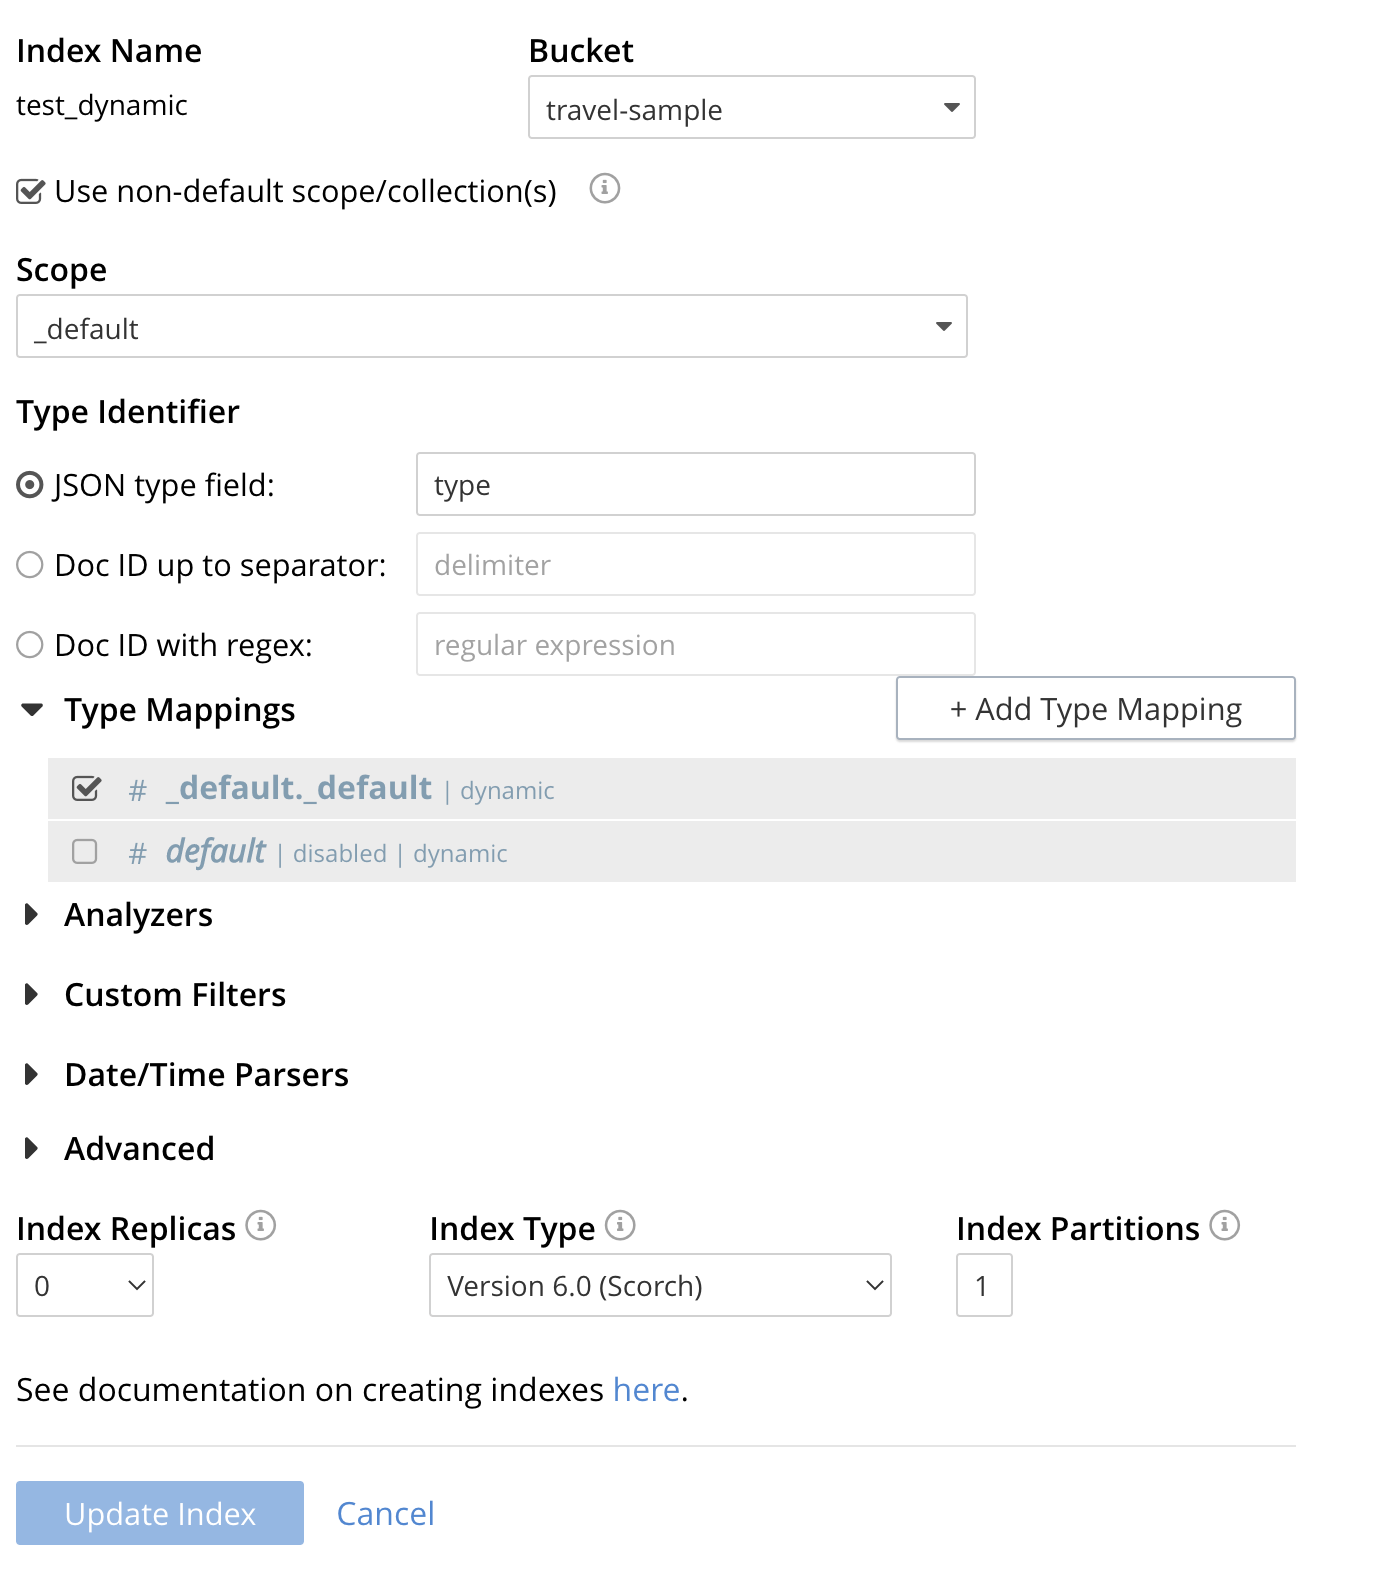 Index Name
Bucket
test_dynamic
travel-sample
Use non-default scope/collection(s)
Scope
_default
Type Identifier
JSON type field:
type
Doc ID up to separator:
delimiter
Doc ID with regex:
regular expression
Type Mappings
+ Add Type Mapping
# _default._default | dynamic
# default | disabled | dynamic
Analyzers
Custom Filters
Date/Time Parsers
Advanced
Index Replicas
Index Type
Index Partitions
0
Version 6.0 (Scorch)
1
See documentation on creating indexes here.
Update Index
Cancel